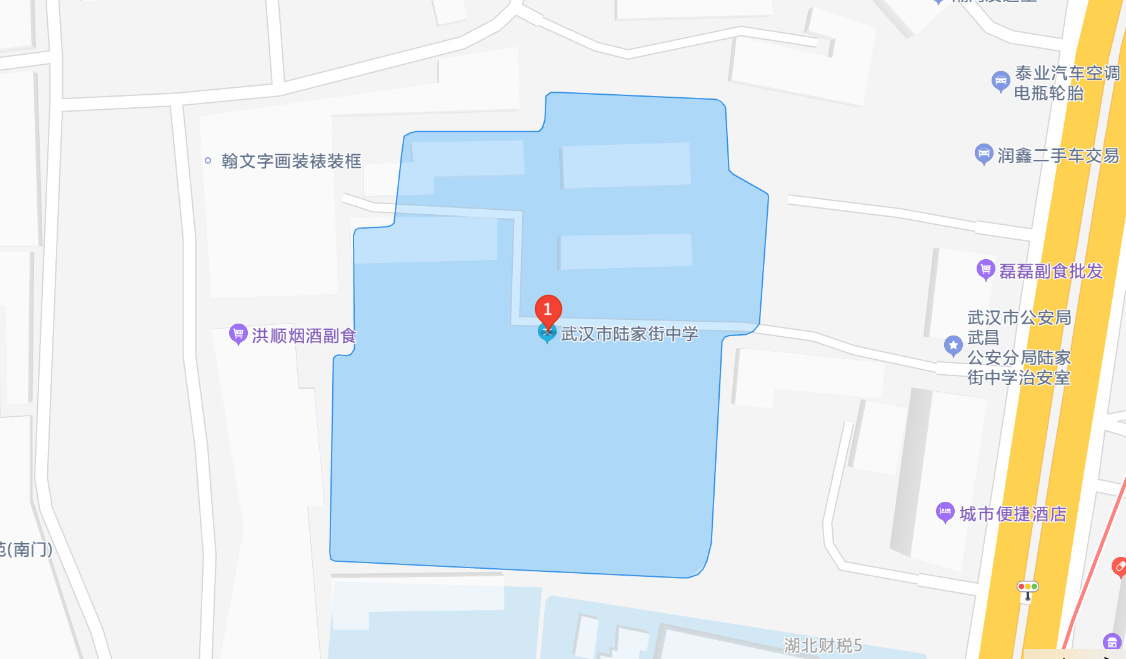 泰业汽车空调
电瓶轮胎
润鑫二手车交易
翰文字画装裱装框
磊磊副食批发
1
武汉市陆家街中学
洪顺烟酒副食
武汉市公安局
武昌
公安分局陆家
街中学治安室
城市便捷酒店
(南门)
湖北财税5